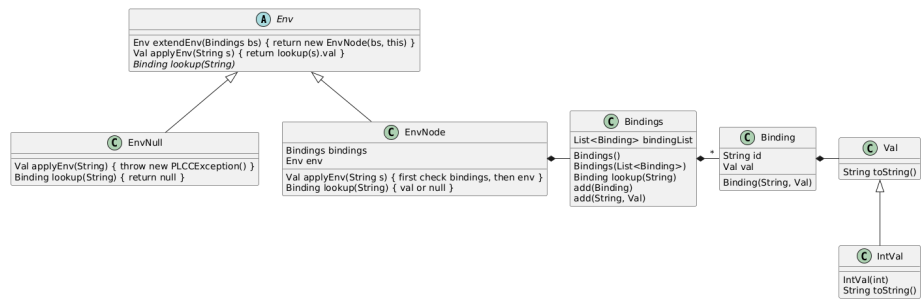 A Env
Env extendEnv(Bindings bs) { return new EnvNode(bs, this) }
Val applyEnv(String s) { return lookup(s).val }
Binding lookup(String)
C EnvNull
Val applyEnv(String) { throw new PLCCException() }
Binding lookup(String) { return null }
C EnvNode
Bindings bindings
Env env
Val applyEnv(String s) { first check bindings, then env }
Binding lookup(String) { val or null }
C Bindings
List<Binding> bindingList
Bindings()
Bindings(List<Binding>)
Binding lookup(String)
add(Binding)
add(String, Val)
*
C Binding
String id
Val val
Binding(String, Val)
C Val
String toString()
C IntVal
IntVal(int)
String toString()